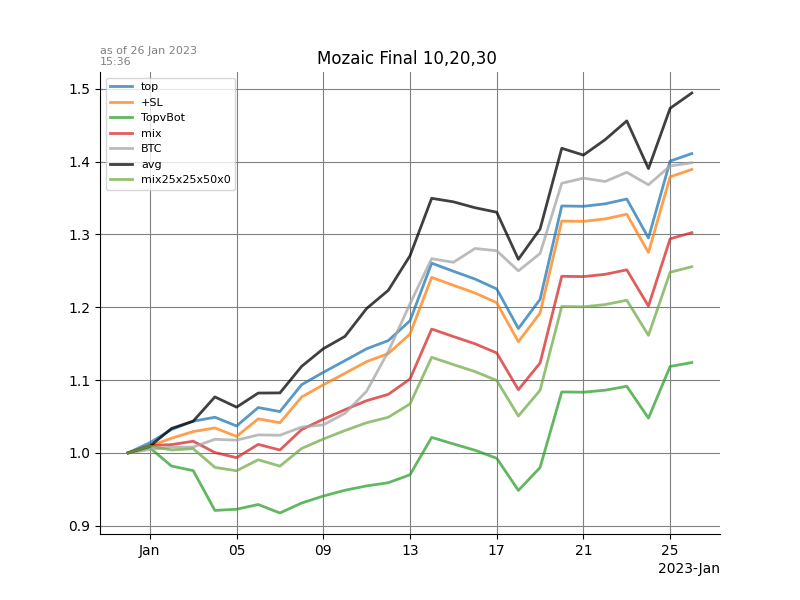 as of 26 Jan 2023
15:36
Mozaic Final 10,20,30
top
+SL
TopvBot
mix
BTC
avg
mix25x25x50x0
1.5
1.4
1.3
1.2
1.1
1.0
0.9
Jan 05 09 13 17 21 25
2023-Jan